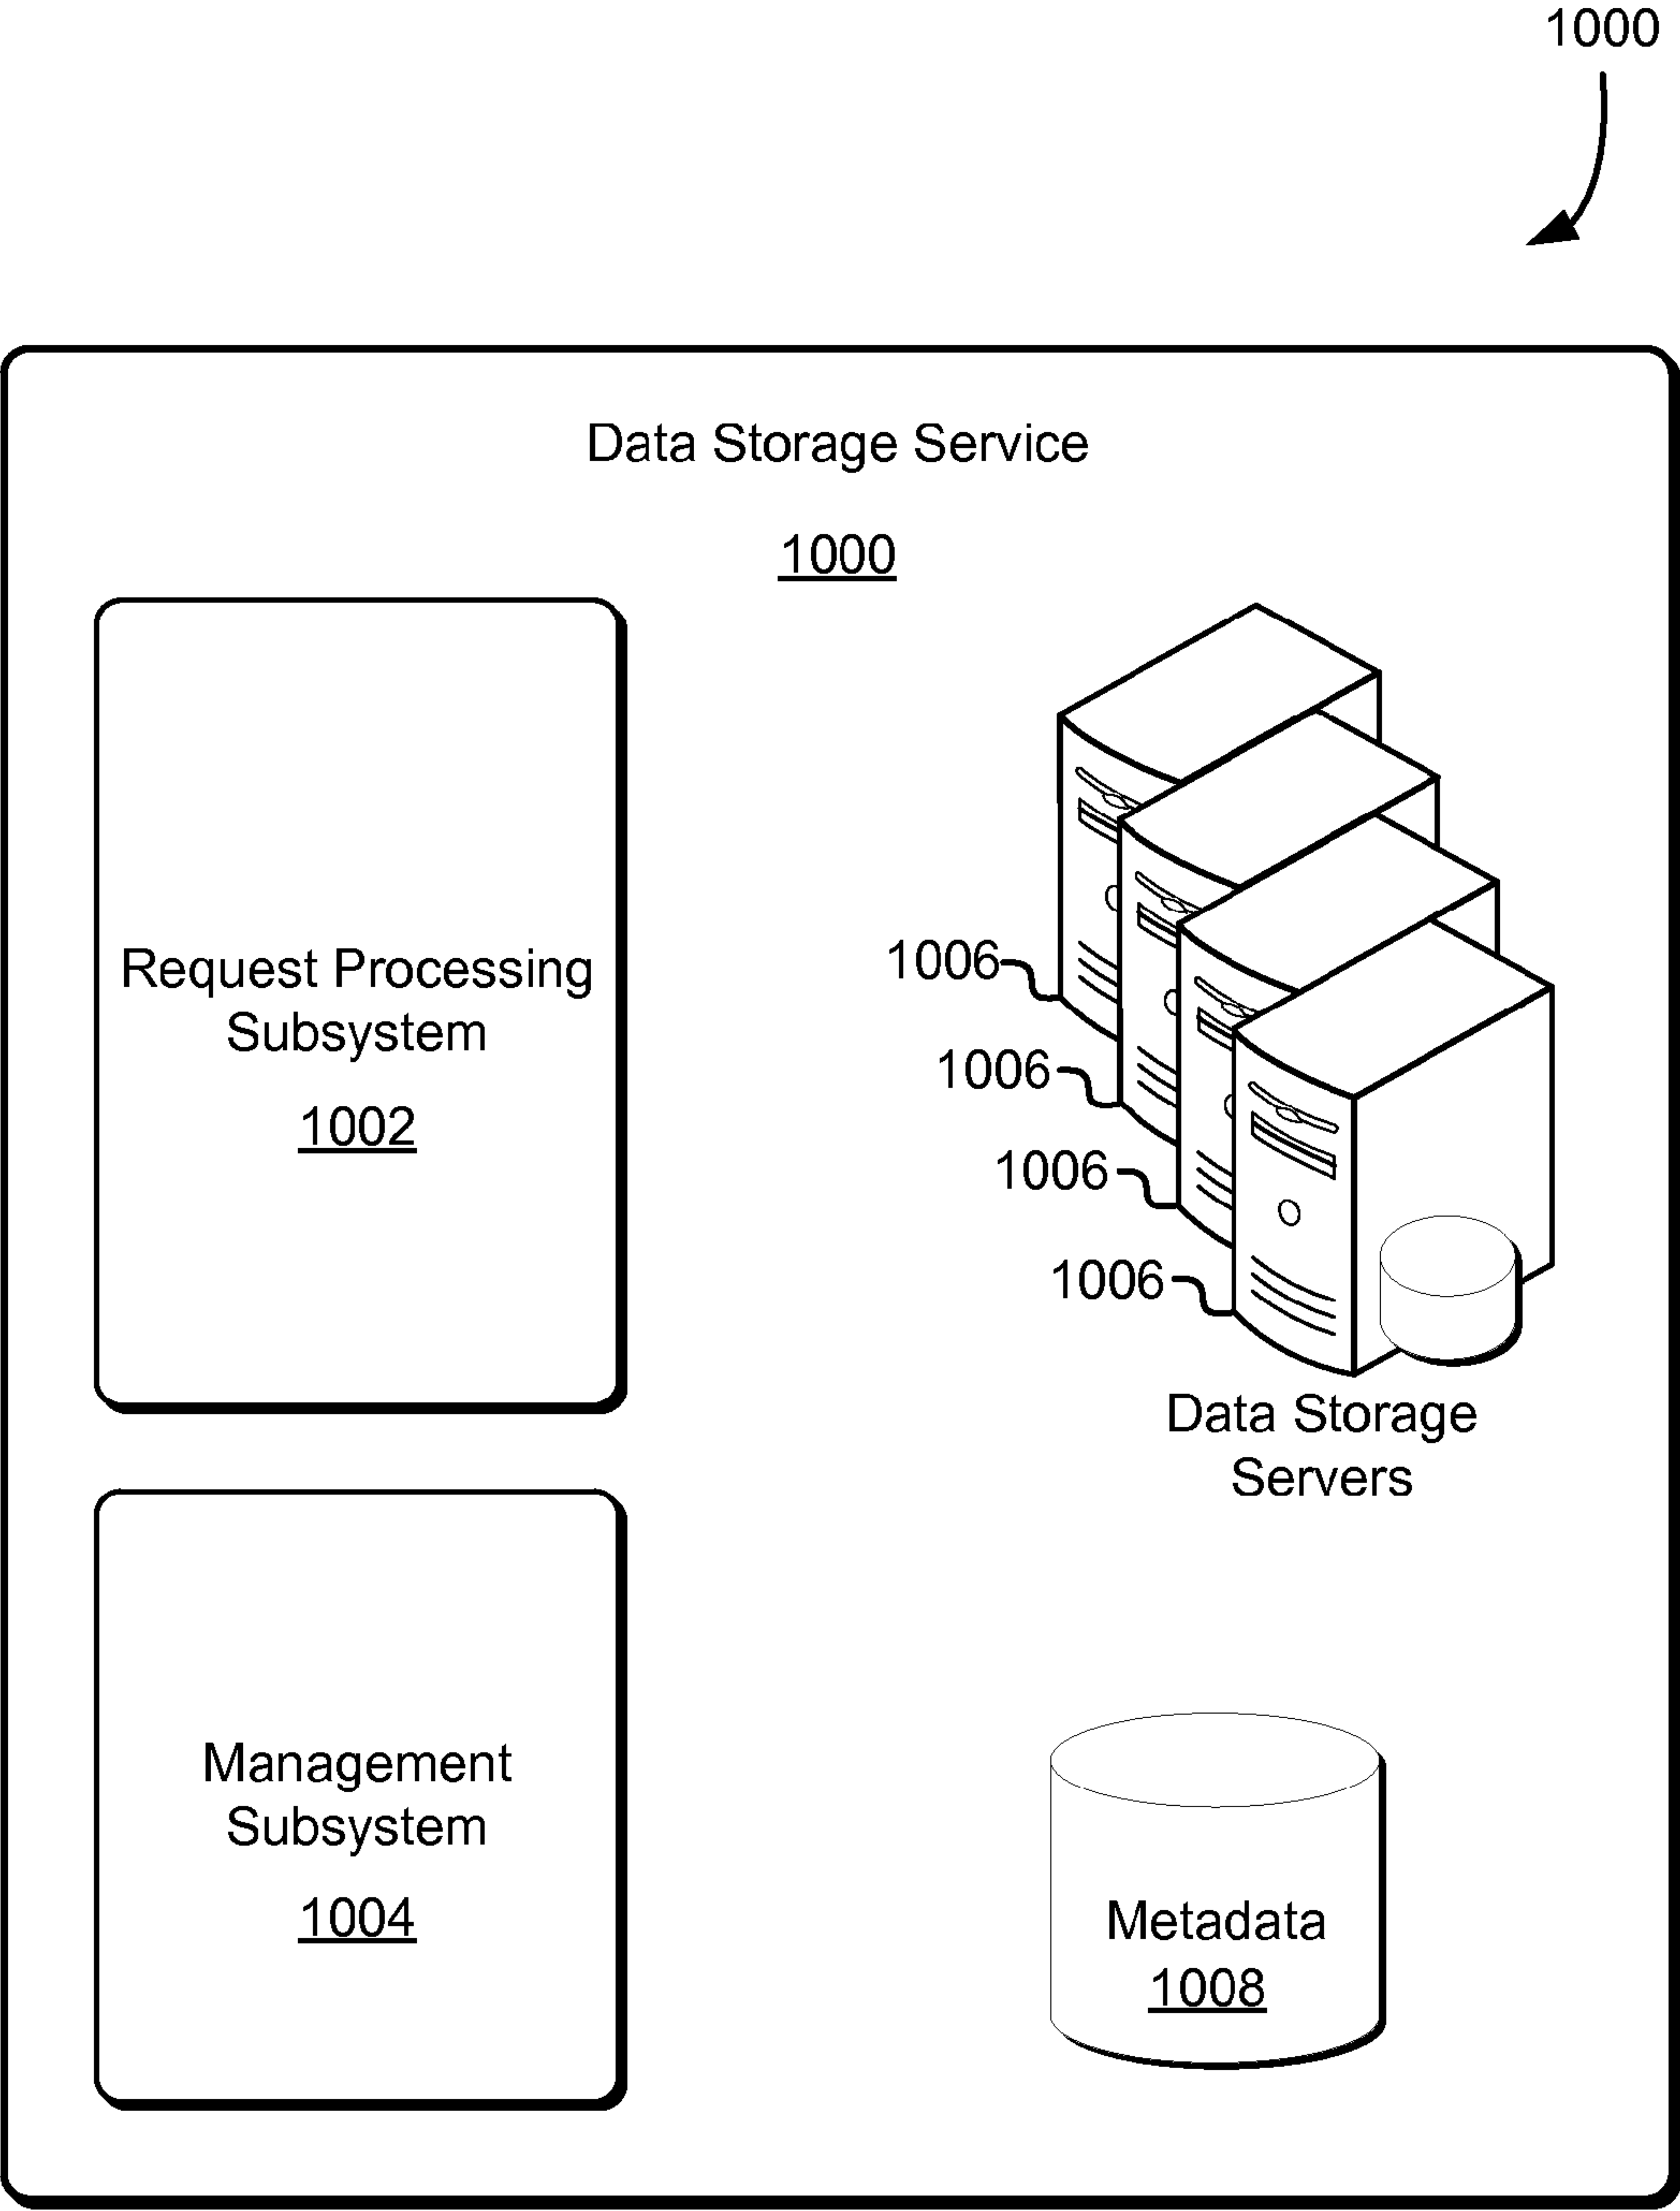 1000
Data Storage Service
1000
Request Processing
Subsystem
1002
1006
1006
1006
1006
Data Storage
Servers
Management
Subsystem
1004
Metadata
1008